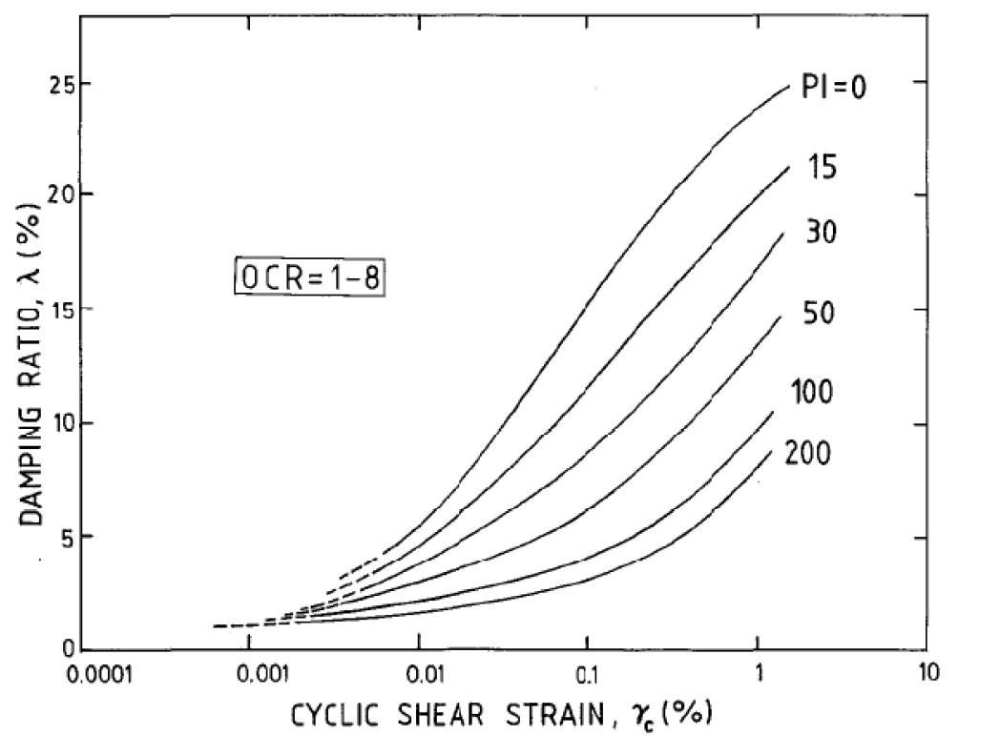 25
20
15
10
5
0
DAMPING RATIO, λ (%)
OCR=1-8
PI=0
15
30
50
100
200
0.0001 0.001 0.01 0.1 1 10
CYCLIC SHEAR STRAIN, γc (%)